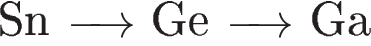 Sn ⟶ Ge ⟶ Ga